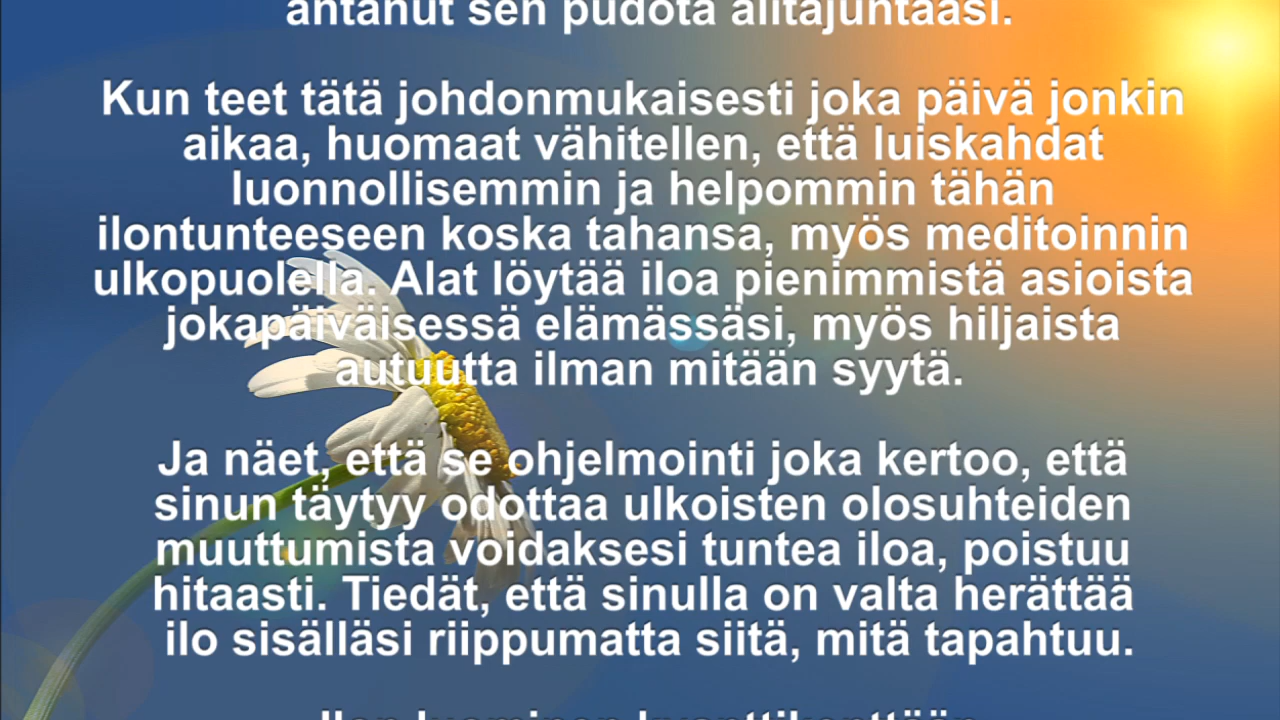 antanut sen pudota alitajuntaasi.
Kun teet tätä johdonmukaisesti joka päivä jonkin
aikaa, huomaat vähitellen, että luiskahdat
luonnollisemmin ja helpommin tähän
ilontunteeseen koska tahansa, myös meditoinnin
ulkopuolella. Alat löytää iloa pienimmistä asioista
jokapäiväisessä elämässäsi, myös hiljaista
autuutta ilman mitään syytä.
Ja näet, että se ohjelmointi joka kertoo, että
sinun täytyy odottaa ulkoisten olosuhteiden
muuttumista voidaksesi tuntea iloa, poistuu
hitaasti. Tiedät, että sinulla on valta herättää
ilo sisälläsi riippumatta siitä, mitä tapahtuu.
Ilon luominen kvanttikenttään